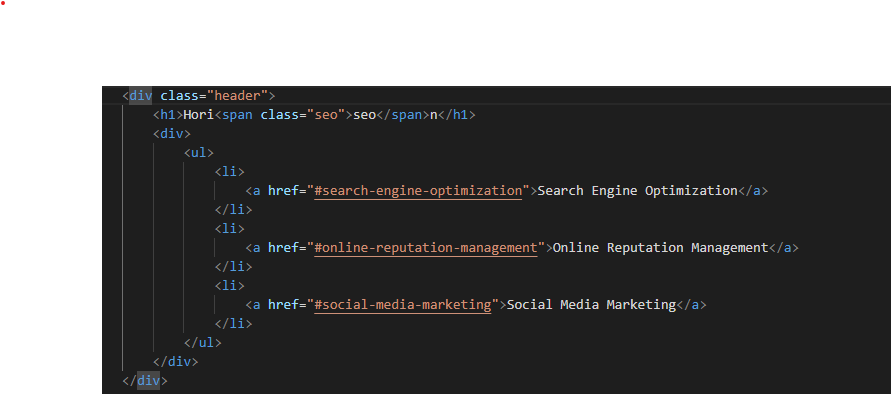 <div class="header">
<h1>Hori<span class="seo">seo</span>n</h1>
<div>
<ul>
<li>
<a href="#search-engine-optimization">Search Engine Optimization</a>
</li>
<li>
<a href="#online-reputation-management">Online Reputation Management</a>
</li>
<li>
<a href="#social-media-marketing">Social Media Marketing</a>
</li>
</ul>
</div>
</div>